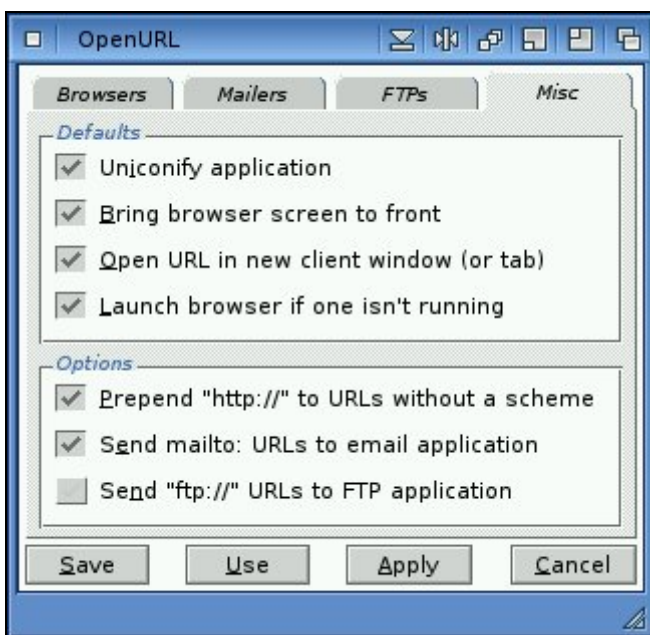 OpenURL
Browsers Mailers FTPs Misc
Defaults
Uniconify application
Bring browser screen to front
Open URL in new client window (or tab)
Launch browser if one isn't running
Options
Prepend "http://" to URLs without a scheme
Send mailto: URLs to email application
Send "ftp://" URLs to FTP application
Save Use Apply Cancel